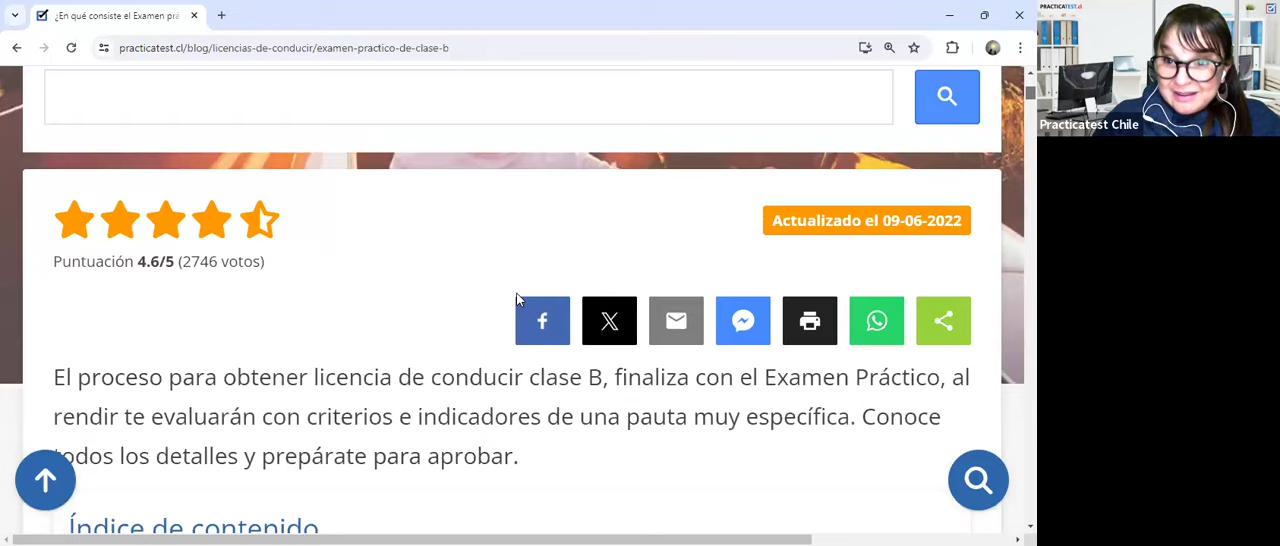 ¿En qué consiste el Examen prá
practicatest.cl/blog/licencias-de-conducir/examen-practico-de-clase-b
PRACTICATEST.cl
Practicatest Chile
Actualizado el 09-06-2022
Puntuación 4.6/5 (2746 votos)
El proceso para obtener licencia de conducir clase B, finaliza con el Examen Práctico, al
rendir te evaluarán con criterios e indicadores de una pauta muy específica. Conoce
todos los detalles y prepárate para aprobar.
Índice de contenido